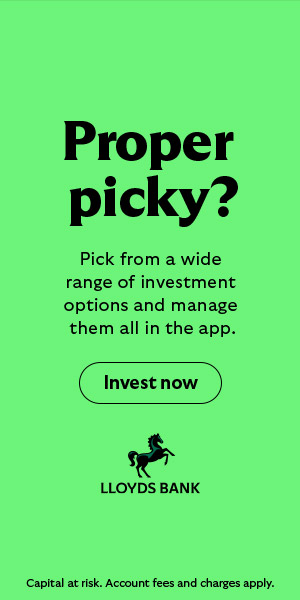 Proper
picky?
Pick from a wide
range of investment
options and manage
them all in the app.
Invest now
LLOYDS BANK
Capital at risk. Account fees and charges apply.